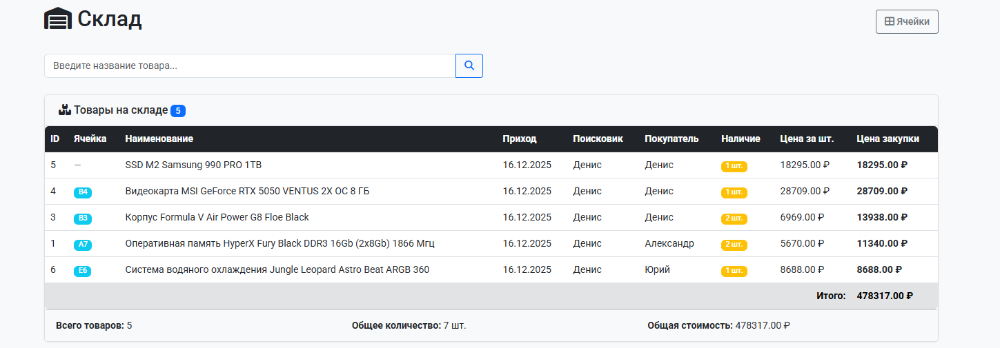 Склад
Ячейки
Введите название товара...
Товары на складе 5
ID Ячейка Наименование Приход Поисковик Покупатель Наличие Цена за шт. Цена закупки
5 — SSD M2 Samsung 990 PRO 1TB 16.12.2025 Денис Денис 1 шт. 18295.00 ₽ 18295.00 ₽
4 B4 Видеокарта MSI GeForce RTX 5050 VENTUS 2X OC 8 ГБ 16.12.2025 Денис Денис 1 шт. 28709.00 ₽ 28709.00 ₽
3 B3 Корпус Formula V Air Power G8 Floe Black 16.12.2025 Денис Денис 2 шт. 6969.00 ₽ 13938.00 ₽
1 A7 Оперативная память HyperX Fury Black DDR3 16Gb (2x8Gb) 1866 Мгц 16.12.2025 Денис Александр 2 шт. 5670.00 ₽ 11340.00 ₽
6 E6 Система водяного охлаждения Jungle Leopard Astro Beat ARGB 360 16.12.2025 Денис Юрий 1 шт. 8688.00 ₽ 8688.00 ₽
Итого: 478317.00 ₽
Всего товаров: 5 Общее количество: 7 шт. Общая стоимость: 478317.00 ₽